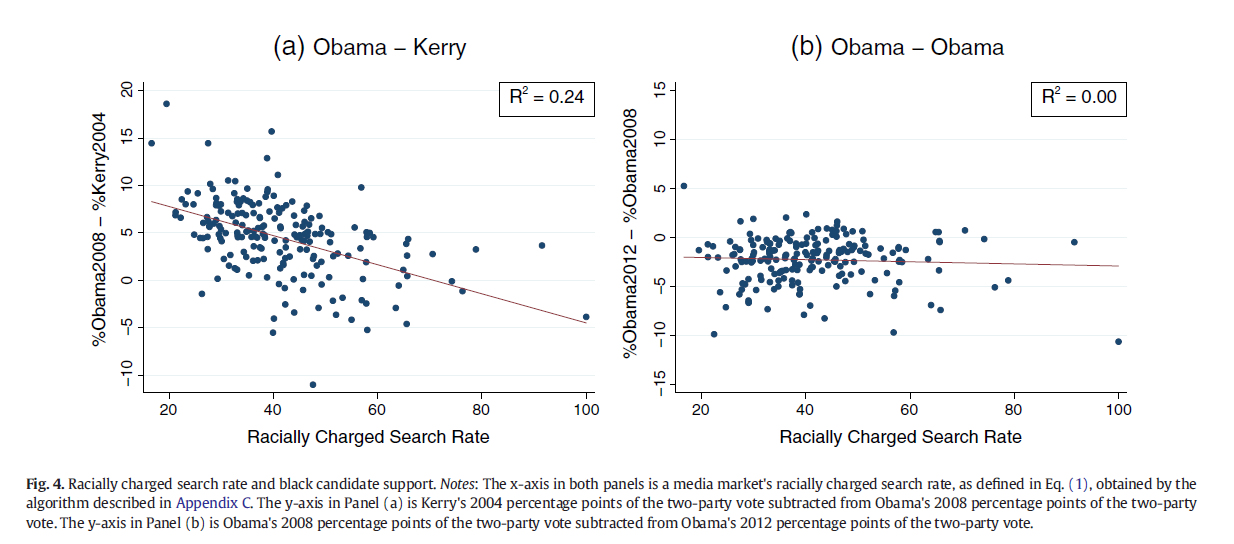 (a) Obama – Kerry
R² = 0.24
%Obama2008 – %Kerry2004
20
15
10
5
0
−5
−10
20 40 60 80 100
Racially Charged Search Rate
(b) Obama – Obama
R² = 0.00
%Obama2012 – %Obama2008
15
10
5
0
−5
−10
−15
20 40 60 80 100
Racially Charged Search Rate
Fig. 4. Racially charged search rate and black candidate support. Notes: The x-axis in both panels is a media market's racially charged search rate, as defined in Eq. (1), obtained by the
algorithm described in Appendix C. The y-axis in Panel (a) is Kerry's 2004 percentage points of the two-party vote subtracted from Obama's 2008 percentage points of the two-party
vote. The y-axis in Panel (b) is Obama's 2008 percentage points of the two-party vote subtracted from Obama's 2012 percentage points of the two-party vote.